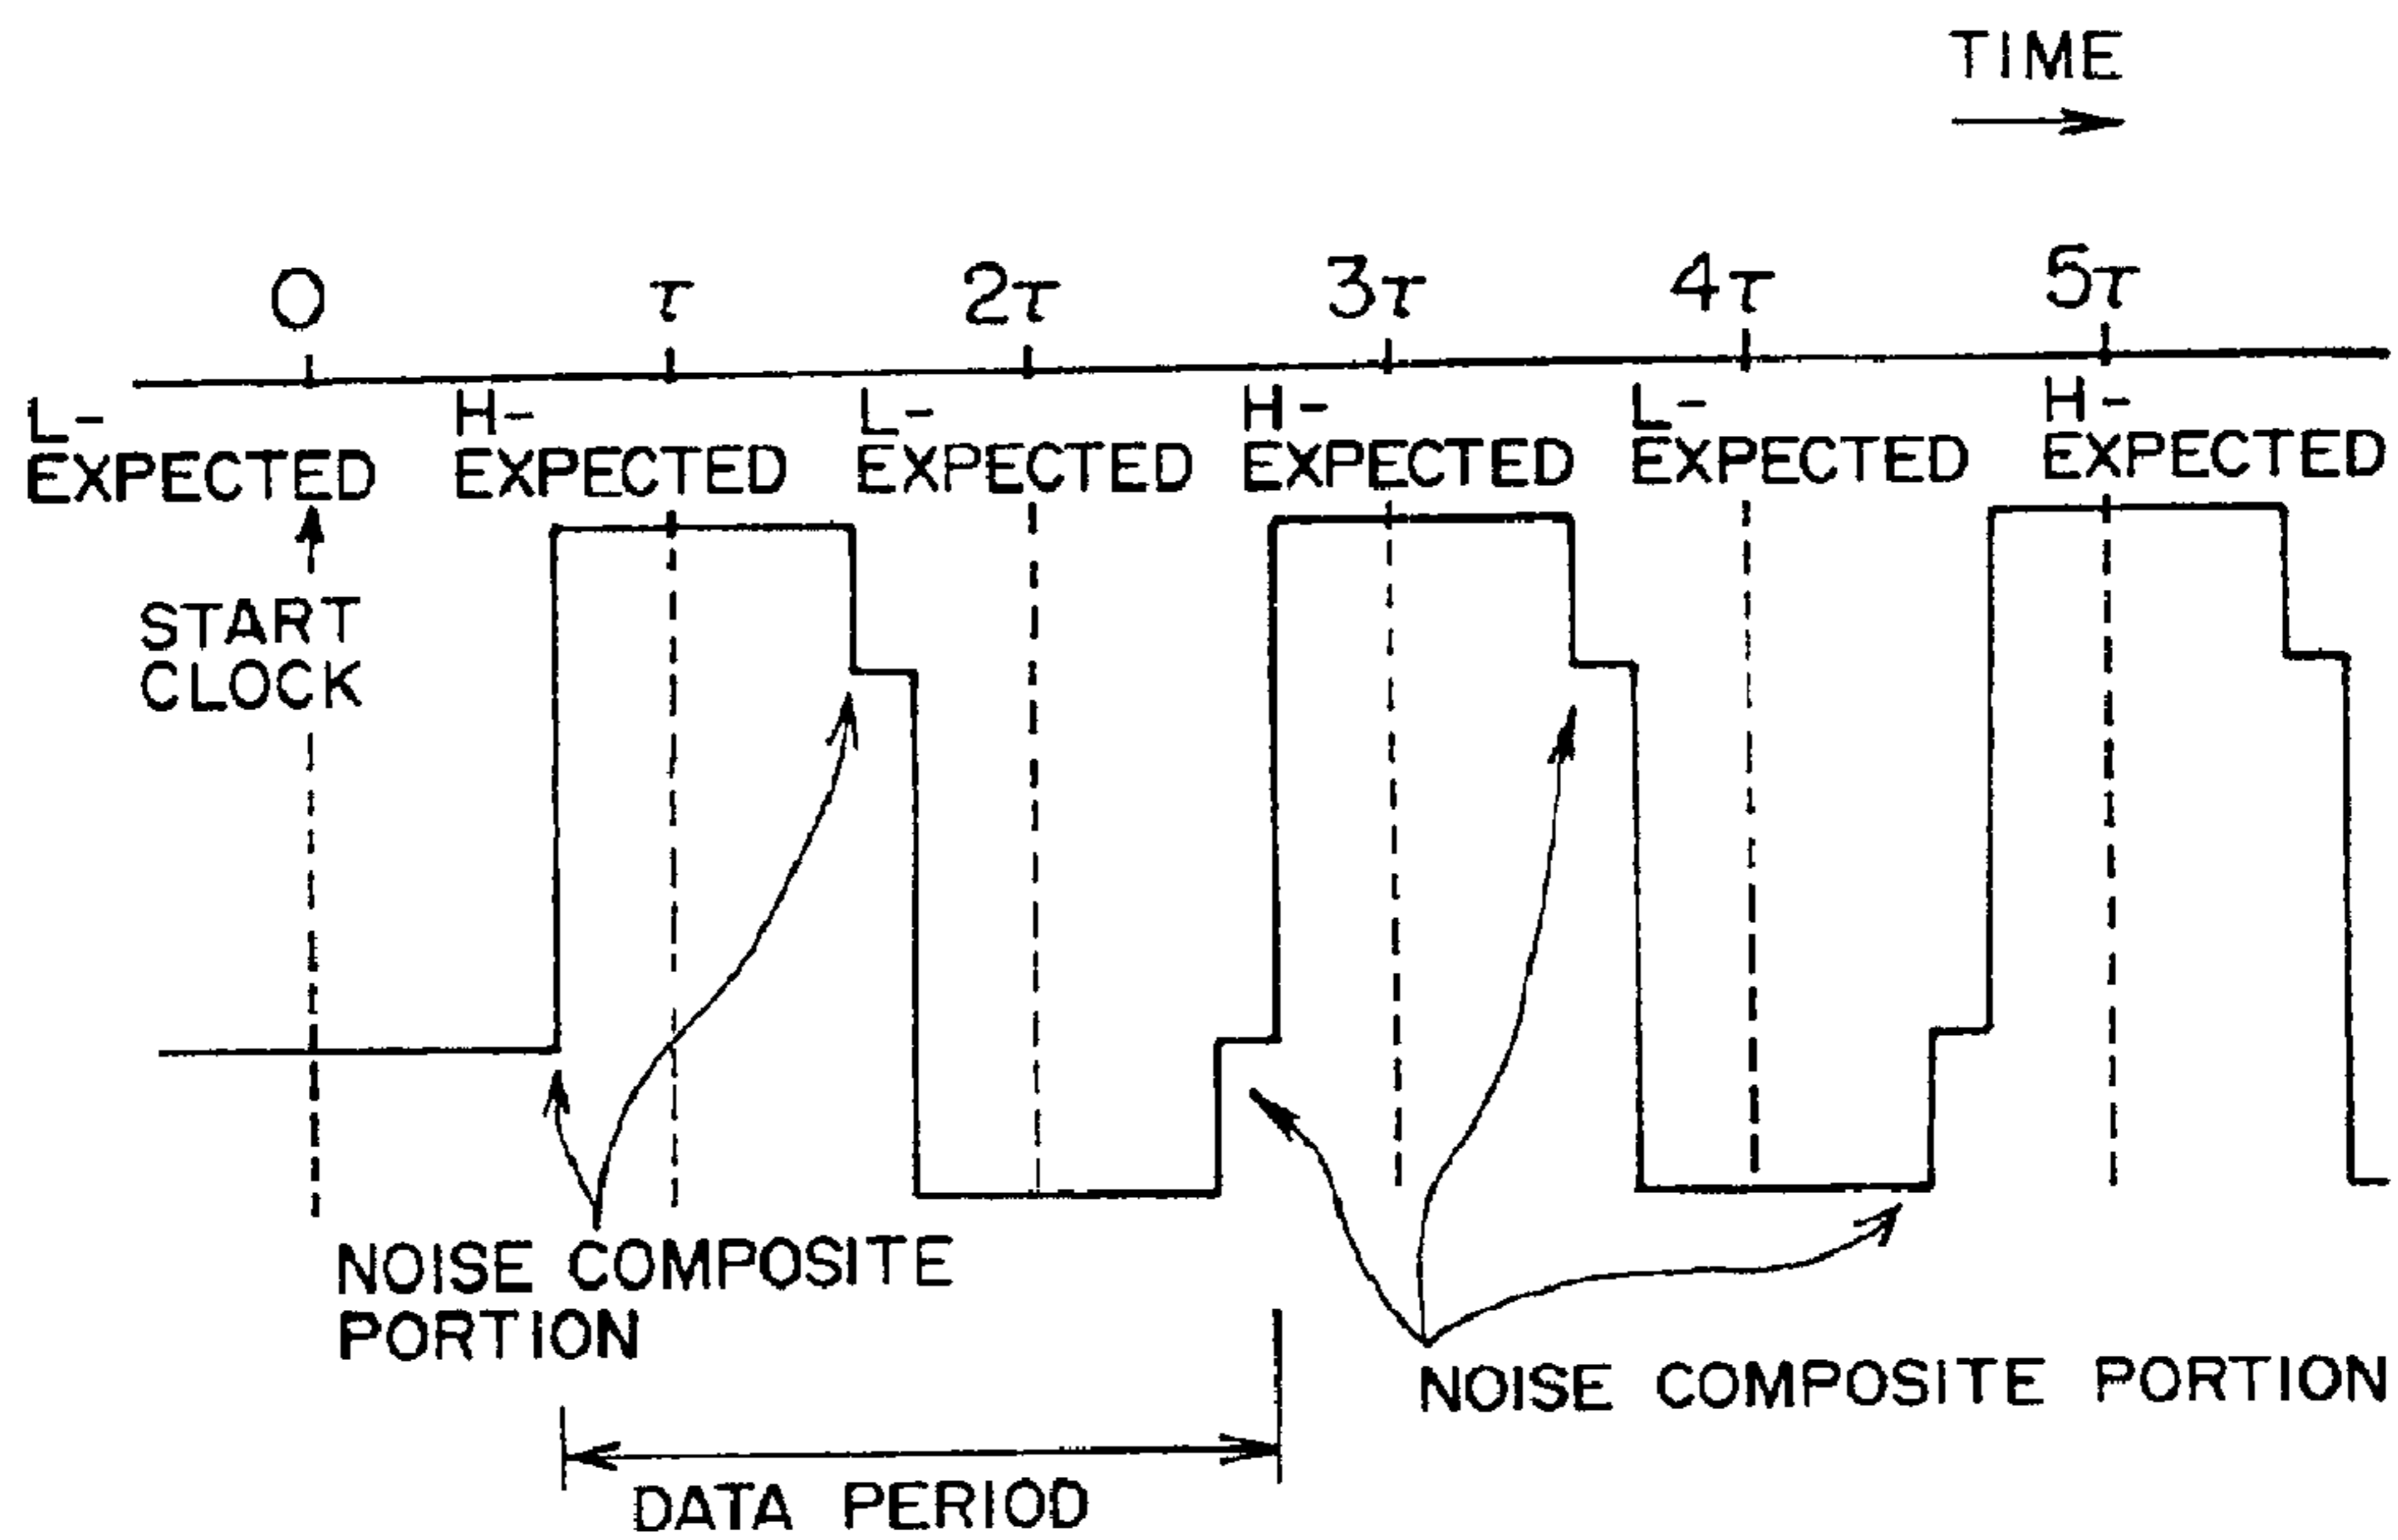 TIME
0 τ 2τ 3τ 4τ 5τ
L- H- L- H- L- H-
EXPECTED EXPECTED EXPECTED EXPECTED EXPECTED EXPECTED
START
CLOCK
NOISE COMPOSITE
PORTION
NOISE COMPOSITE PORTION
DATA PERIOD